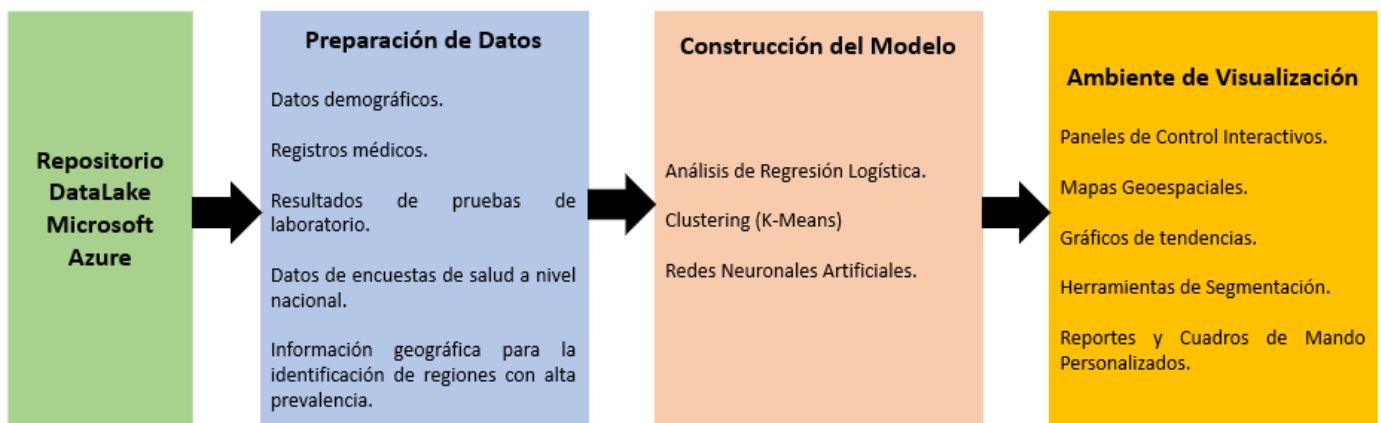 Repositorio
DataLake
Microsoft
Azure
Preparación de Datos
Datos demográficos.
Registros médicos.
Resultados de pruebas de
laboratorio.
Datos de encuestas de salud a nivel
nacional.
Información geográfica para la
identificación de regiones con alta
prevalencia.
Construcción del Modelo
Análisis de Regresión Logística.
Clustering (K-Means)
Redes Neuronales Artificiales.
Ambiente de Visualización
Paneles de Control Interactivos.
Mapas Geoespaciales.
Gráficos de tendencias.
Herramientas de Segmentación.
Reportes y Cuadros de Mando
Personalizados.